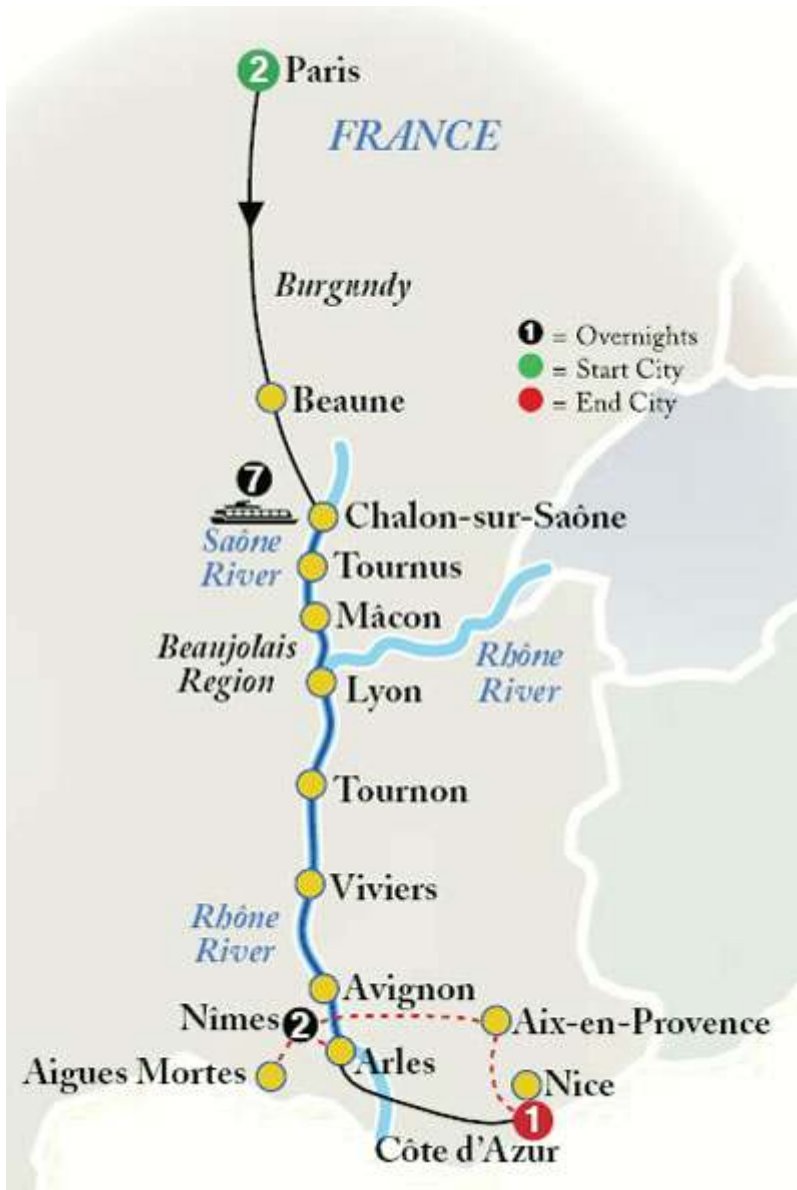 2 Paris
FRANCE
Burgundy
1 = Overnights
= Start City
= End City
Beaune
7
Chalon-sur-Saône
Saône
River
Tournus
Mâcon
Beaujolais
Region
Rhône
River
Lyon
Tournon
Viviers
Rhône
River
Avignon
Nîmes 2
Aix-en-Provence
Aigues Mortes
Arles
Nice
1
Côte d'Azur